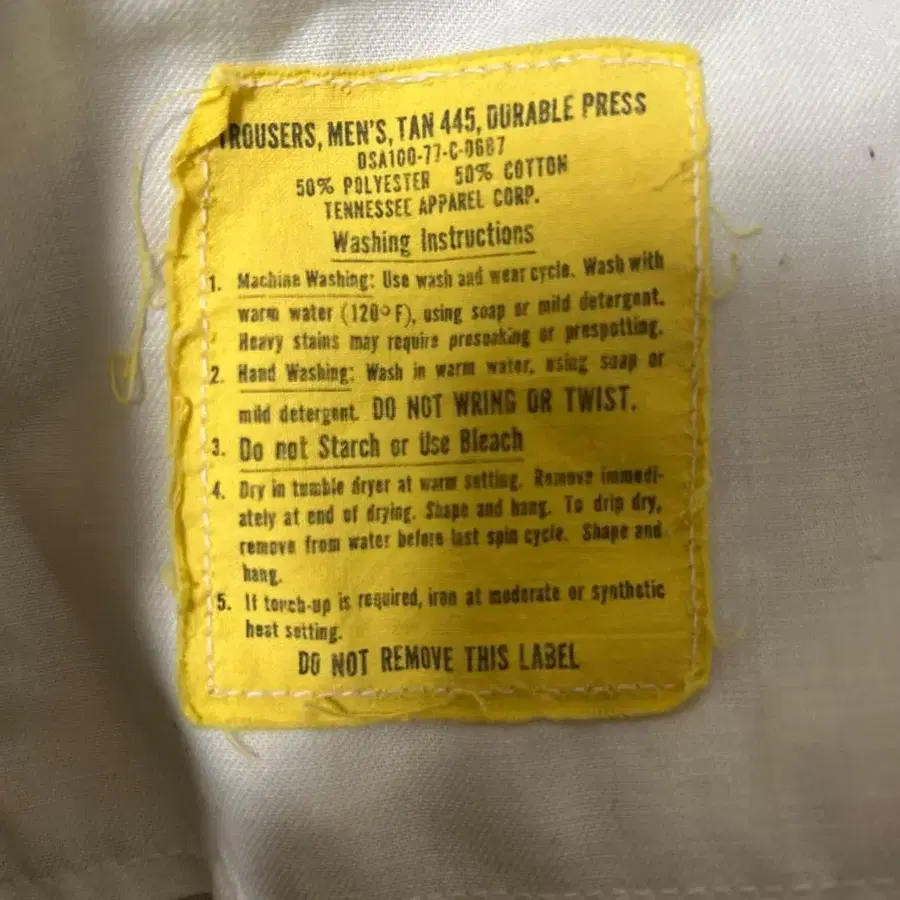 TROUSERS, MEN'S, TAN 445, DURABLE PRESS
DSA100-77-C-0687
50% POLYESTER 50% COTTON
TENNESSEE APPAREL CORP.
Washing Instructions
1. Machine Washing: Use wash and wear cycle. Wash with
warm water (120°F), using soap or mild detergent.
Heavy stains may require presoaking or prespotting.
2. Hand Washing: Wash in warm water, using soap or
mild detergent. DO NOT WRING OR TWIST.
3. Do not Starch or Use Bleach
4. Dry in tumble dryer at warm setting. Remove immedi-
ately at end of drying. Shape and hang. To drip dry,
remove from water before last spin cycle. Shape and
hang.
5. If touch-up is required, iron at moderate or synthetic
heat setting.
DO NOT REMOVE THIS LABEL